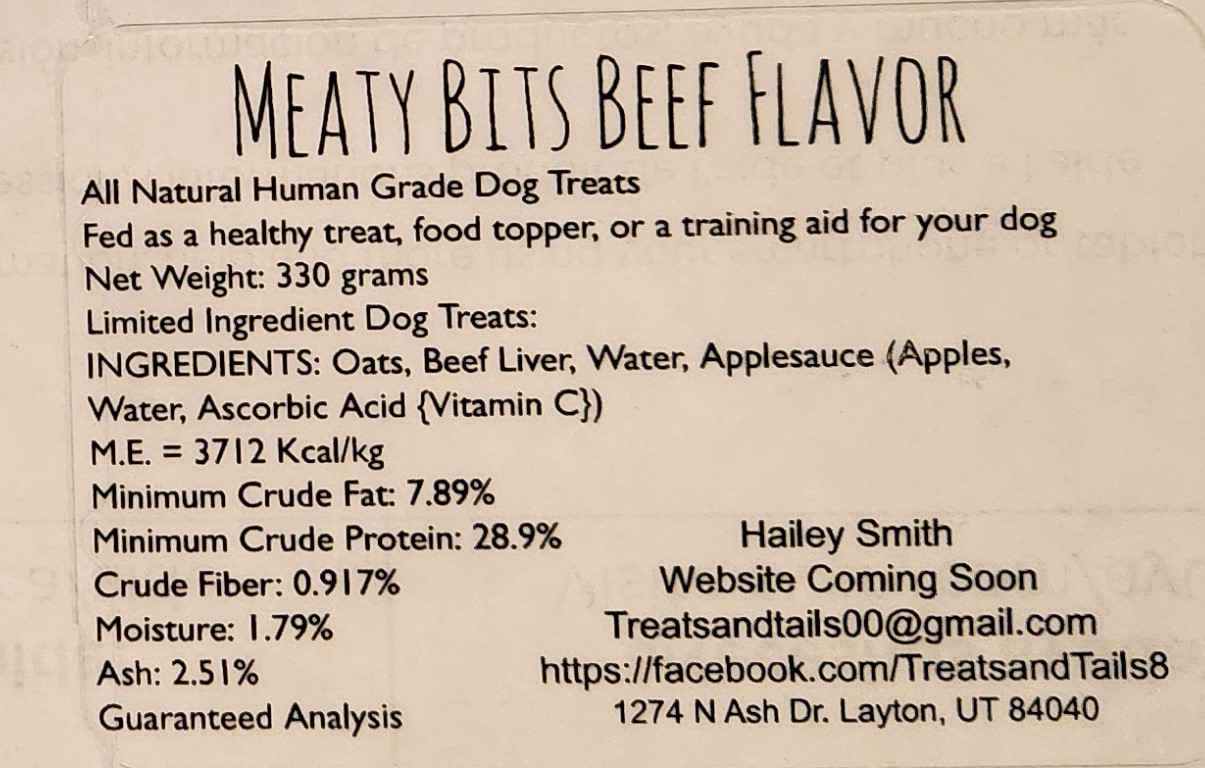 MEATY BITS BEEF FLAVOR
All Natural Human Grade Dog Treats
Fed as a healthy treat, food topper, or a training aid for your dog
Net Weight: 330 grams
Limited Ingredient Dog Treats:
INGREDIENTS: Oats, Beef Liver, Water, Applesauce (Apples,
Water, Ascorbic Acid {Vitamin C})
M.E. = 3712 Kcal/kg
Minimum Crude Fat: 7.89%
Minimum Crude Protein: 28.9%
Crude Fiber: 0.917%
Moisture: 1.79%
Ash: 2.51%
Guaranteed Analysis
Hailey Smith
Website Coming Soon
Treatsandtails00@gmail.com
https://facebook.com/TreatsandTails8
1274 N Ash Dr. Layton, UT 84040